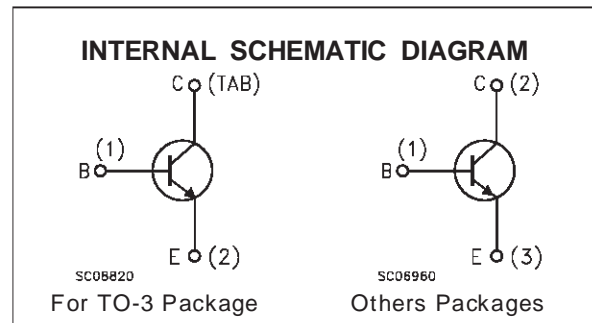 INTERNAL SCHEMATIC DIAGRAM
C (TAB)
(1)
B
E (2)
SC08820
For TO-3 Package
C (2)
(1)
B
E (3)
SC06960
Others Packages